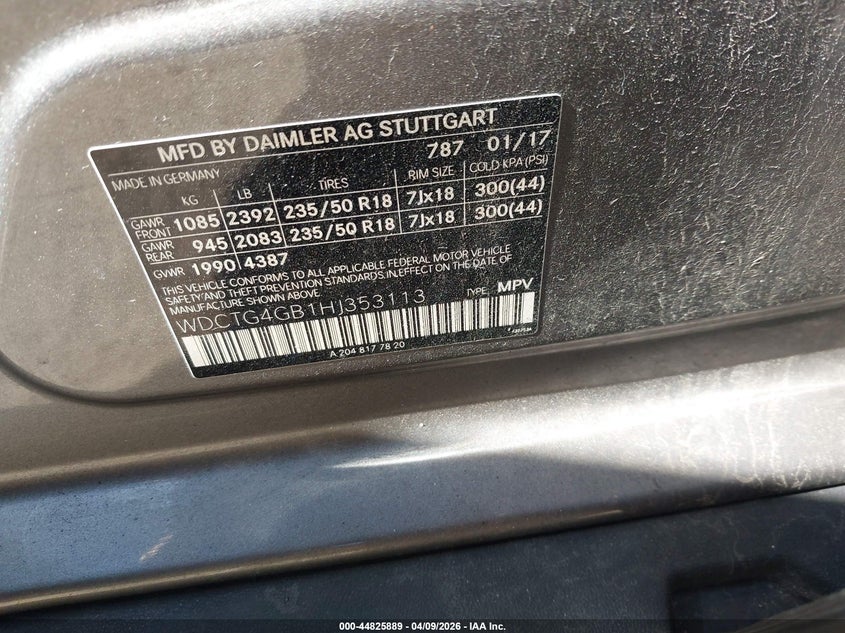 MFD BY DAIMLER AG STUTTGART
787 01/17
MADE IN GERMANY
KG LB TIRES RIM SIZE COLD KPA (PSI)
GAWR FRONT 1085 2392 235/50 R18 7Jx18 300(44)
GAWR REAR 945 2083 235/50 R18 7Jx18 300(44)
GVWR 1990 4387
THIS VEHICLE CONFORMS TO ALL APPLICABLE FEDERAL MOTOR VEHICLE
SAFETY AND THEFT PREVENTION STANDARDS IN EFFECT ON THE DATE OF
MANUFACTURE SHOWN ABOVE.
WDCTG4GB1HJ353113 TYPE: MPV
A 204 817 78 20
000-44825889 | 04/09/2026 | IAA Inc.